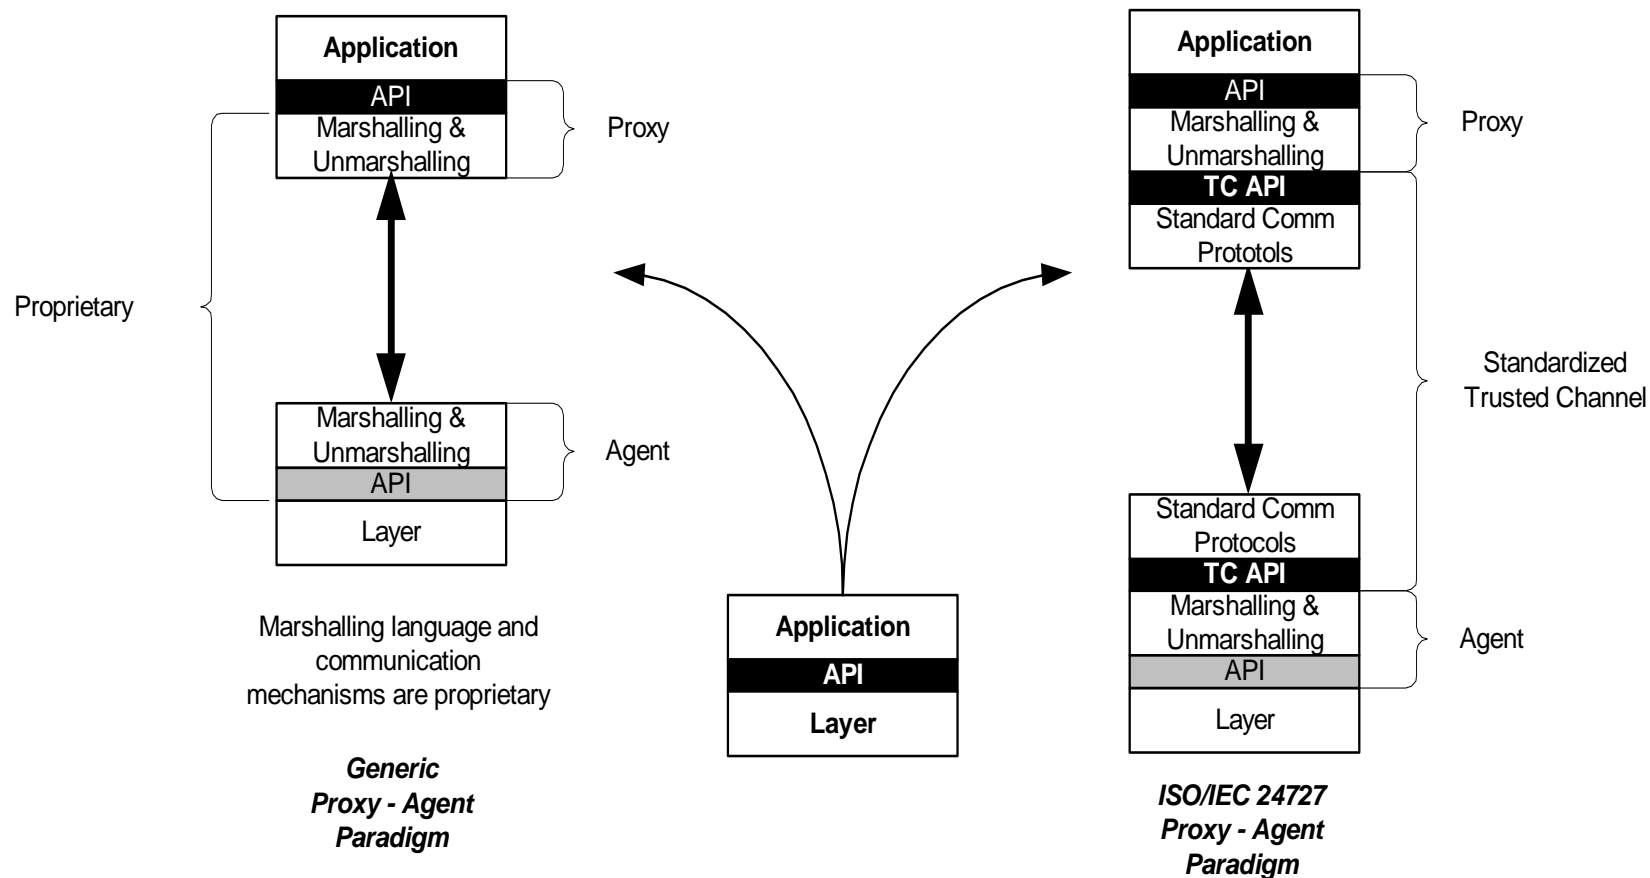 Application
API
Marshalling &
Unmarshalling
Proxy
Proprietary
Marshalling &
Unmarshalling
API
Layer
Agent
Marshalling language and
communication
mechanisms are proprietary
Generic
Proxy - Agent
Paradigm
Application
API
Layer
Application
API
Marshalling &
Unmarshalling
TC API
Standard Comm
Prototols
Proxy
Standardized
Trusted Channel
Standard Comm
Protocols
TC API
Marshalling &
Unmarshalling
API
Layer
Agent
ISO/IEC 24727
Proxy - Agent
Paradigm